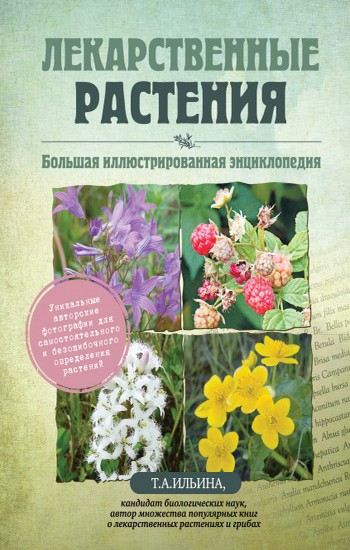 ЛЕКАРСТВЕННЫЕ
РАСТЕНИЯ
Большая иллюстрированная энциклопедия
Уникальные
авторские
фотографии для
самостоятельного
и безошибочного
определения
растений
Т.А.ИЛЬИНА,
кандидат биологических наук,
автор множества популярных книг
о лекарственных растениях и грибах